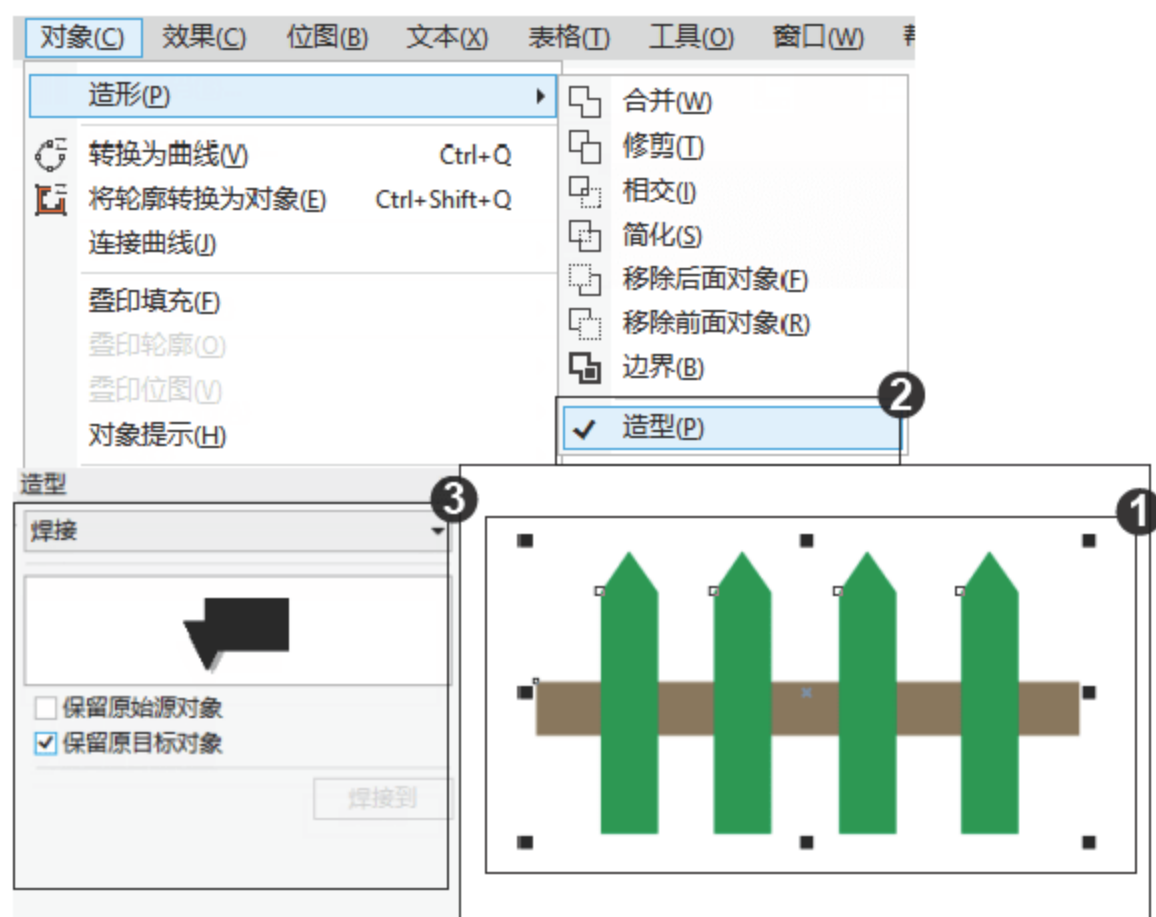 对象(C) 效果(C) 位图(B) 文本(X) 表格(T) 工具(O) 窗口(W)
造形(P)
转换为曲线(V) Ctrl+Q
将轮廓转换为对象(E) Ctrl+Shift+Q
连接曲线(J)
叠印填充(F)
叠印轮廓(O)
叠印位图(V)
对象提示(H)
合并(W)
修剪(T)
相交(I)
简化(S)
移除后面对象(F)
移除前面对象(R)
边界(B)
2
造型(P)
造型
3
焊接
保留原始源对象
保留原目标对象
焊接到
1